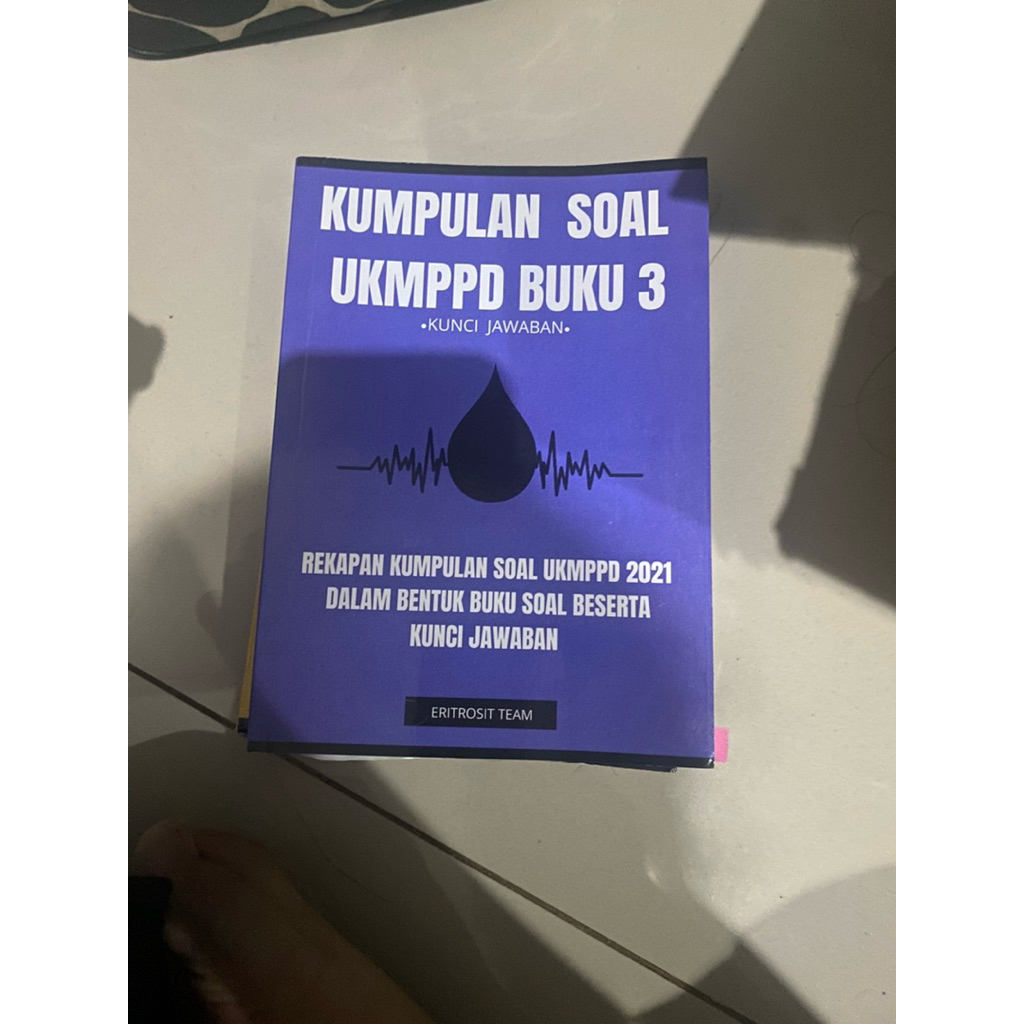 KUMPULAN SOAL
UKMPPD BUKU 3
•KUNCI JAWABAN•
REKAPAN KUMPULAN SOAL UKMPPD 2021
DALAM BENTUK BUKU SOAL BESERTA
KUNCI JAWABAN
ERITROSIT TEAM